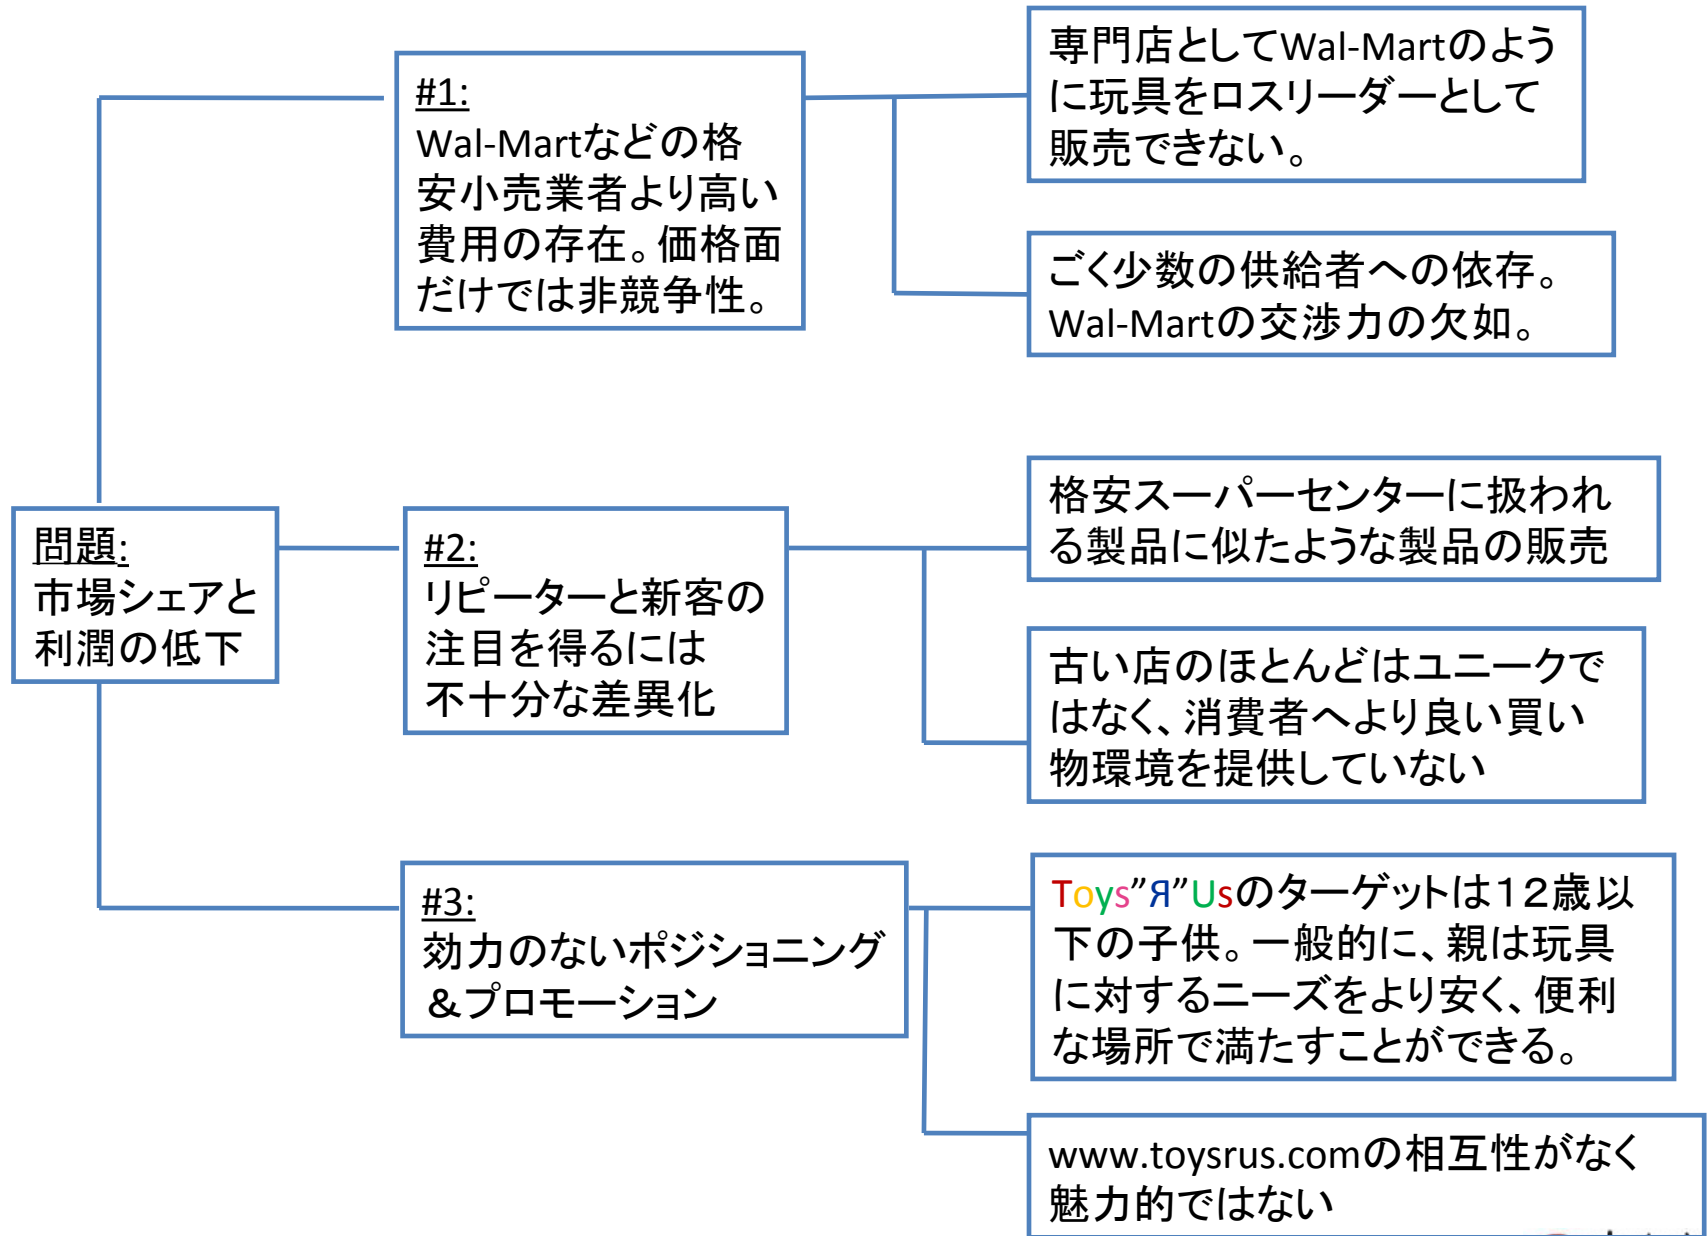 問題:
市場シェアと
利潤の低下
#1:
Wal-Martなどの格
安小売業者より高い
費用の存在。価格面
だけでは非競争性。
専門店としてWal-Martのよう
に玩具をロスリーダーとして
販売できない。
ごく少数の供給者への依存。
Wal-Martの交渉力の欠如。
#2:
リピーターと新客の
注目を得るには
不十分な差異化
格安スーパーセンターに扱われ
る製品に似たような製品の販売
古い店のほとんどはユニークで
はなく、消費者へより良い買い
物環境を提供していない
#3:
効力のないポジショニング
＆プロモーション
Toys”Я”Usのターゲットは１２歳以
下の子供。一般的に、親は玩具
に対するニーズをより安く、便利
な場所で満たすことができる。
www.toysrus.comの相互性がなく
魅力的ではない